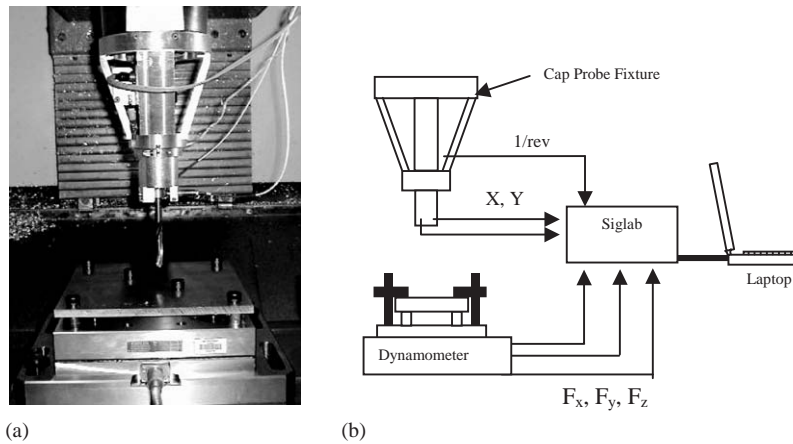 Cap Probe Fixture
1/rev
X, Y
Siglab
Laptop
Dynamometer
Fx, Fy, Fz
(a)
(b)